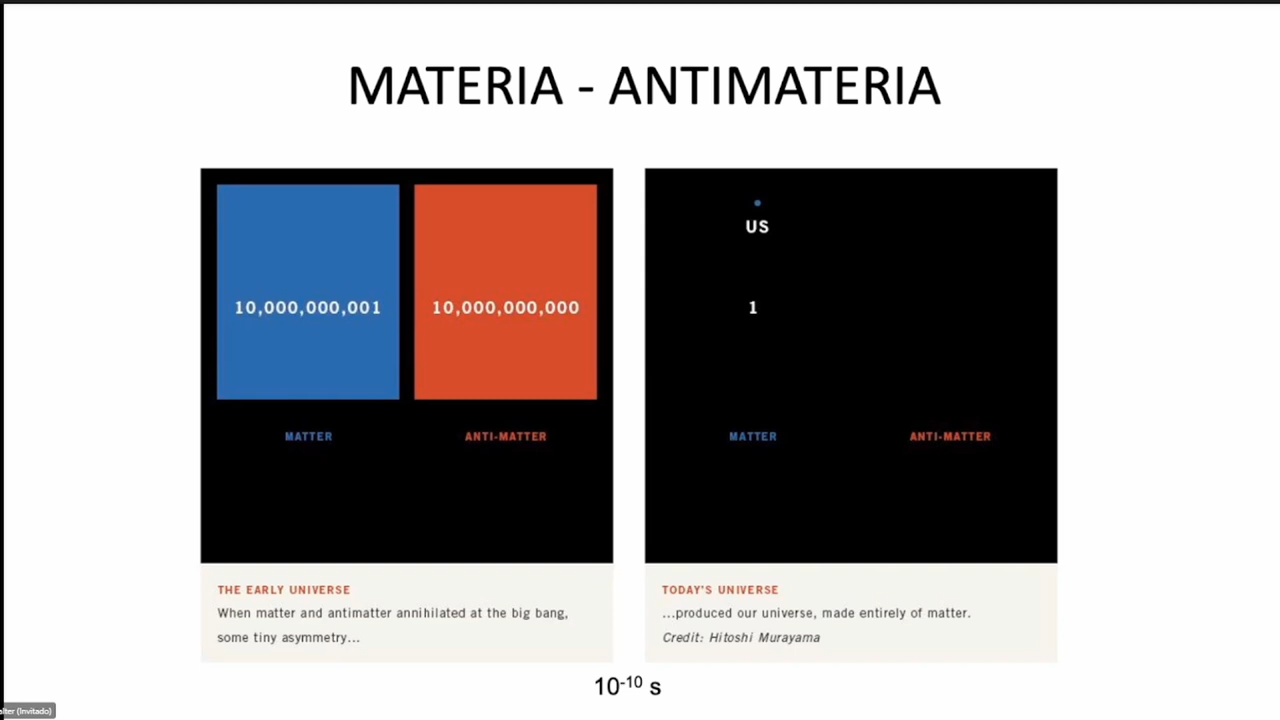 MATERIA - ANTIMATERIA
10,000,000,001
10,000,000,000
MATTER
ANTI-MATTER
THE EARLY UNIVERSE
When matter and antimatter annihilated at the big bang,
some tiny asymmetry...
US
1
MATTER
ANTI-MATTER
TODAY'S UNIVERSE
...produced our universe, made entirely of matter.
Credit: Hitoshi Murayama
10⁻¹⁰ s
(Invitado)